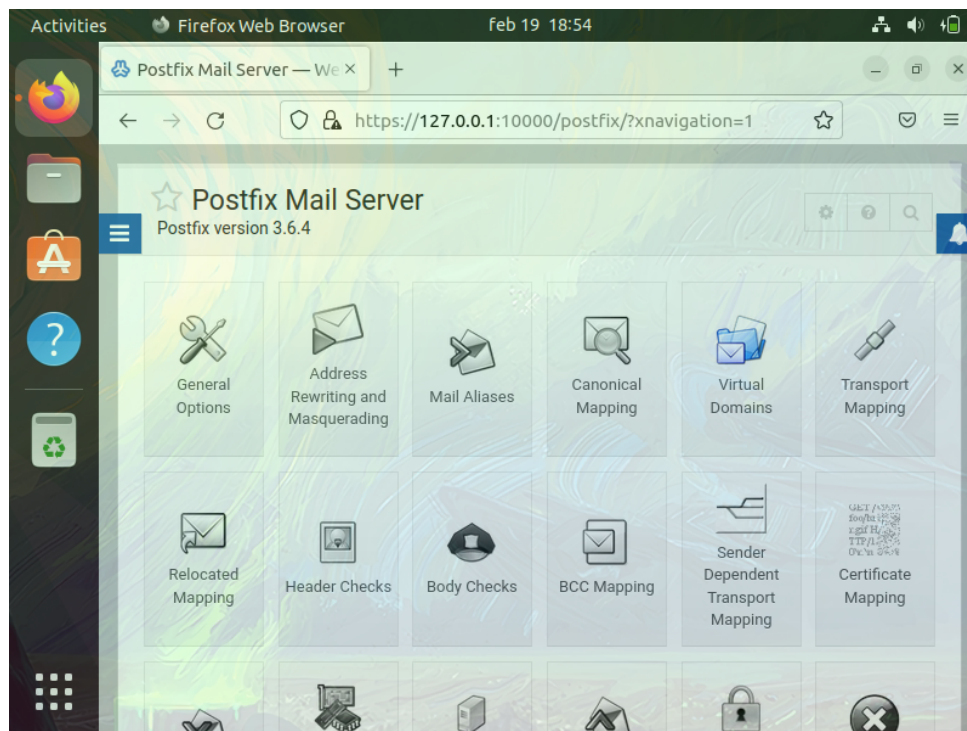 Activities
Firefox Web Browser
feb 19 18:54
Postfix Mail Server — We
https://127.0.0.1:10000/postfix/?xnavigation=1
Postfix Mail Server
Postfix version 3.6.4
General
Options
Address
Rewriting and
Masquerading
Mail Aliases
Canonical
Mapping
Virtual
Domains
Transport
Mapping
Relocated
Mapping
Header Checks
Body Checks
BCC Mapping
Sender
Dependent
Transport
Mapping
Certificate
Mapping